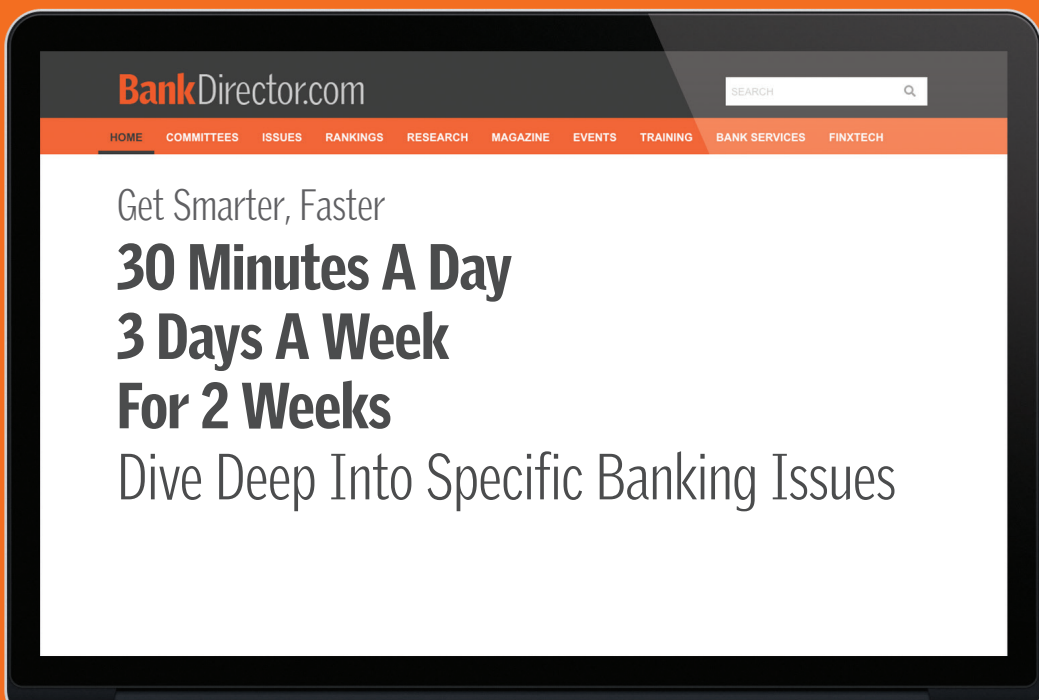 BankDirector.com
SEARCH
HOME COMMITTEES ISSUES RANKINGS RESEARCH MAGAZINE EVENTS TRAINING BANK SERVICES FINXTECH
Get Smarter, Faster
30 Minutes A Day
3 Days A Week
For 2 Weeks
Dive Deep Into Specific Banking Issues